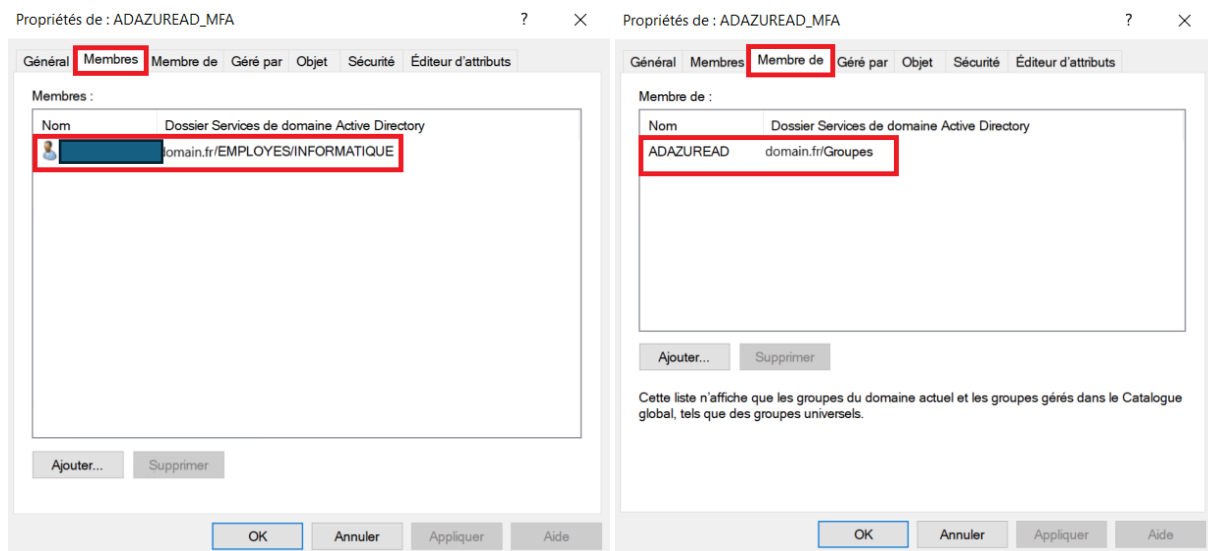 Propriétés de : ADAZUREAD_MFA ? ×
Général Membres Membre de Géré par Objet Sécurité Éditeur d'attributs
Membres :
Nom Dossier Services de domaine Active Directory
domain.fr/EMPLOYES/INFORMATIQUE
Ajouter... Supprimer
OK Annuler Appliquer Aide
Propriétés de : ADAZUREAD_MFA ? ×
Général Membres Membre de Géré par Objet Sécurité Éditeur d'attributs
Membre de :
Nom Dossier Services de domaine Active Directory
ADAZUREAD domain.fr/Groupes
Ajouter... Supprimer
Cette liste n'affiche que les groupes du domaine actuel et les groupes gérés dans le Catalogue
global, tels que des groupes universels.
OK Annuler Appliquer Aide